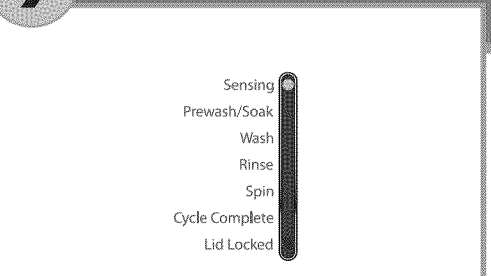 Sensing
Prewash/Soak
Wash
Rinse
Spin
Cycle Complete
Lid Locked